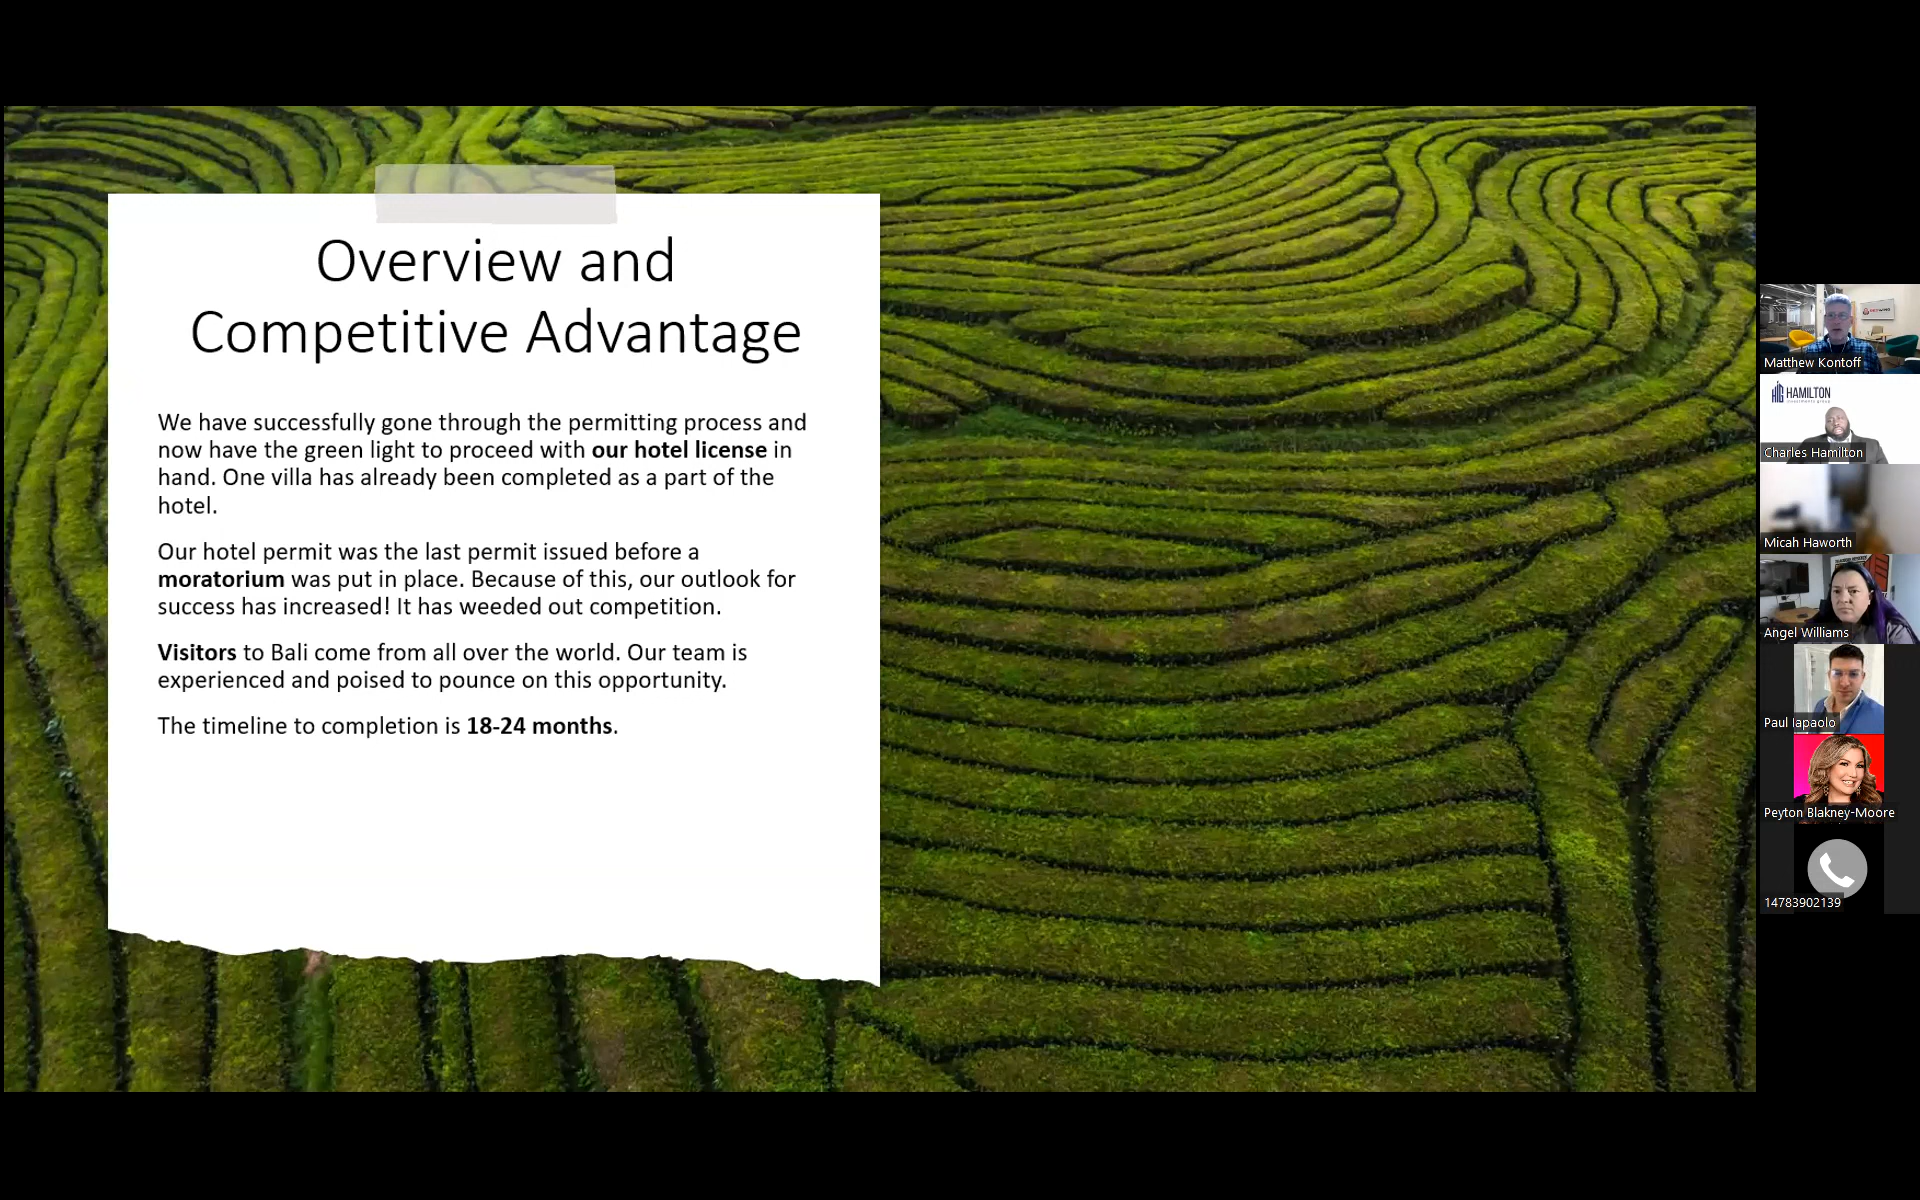 Overview and
Competitive Advantage
We have successfully gone through the permitting process and
now have the green light to proceed with our hotel license in
hand. One villa has already been completed as a part of the
hotel.
Our hotel permit was the last permit issued before a
moratorium was put in place. Because of this, our outlook for
success has increased! It has weeded out competition.
Visitors to Bali come from all over the world. Our team is
experienced and poised to pounce on this opportunity.
The timeline to completion is 18-24 months.
Matthew Kontoff
HAMILTON
Charles Hamilton
Micah Haworth
Angel Williams
Paul Iapaolo
Peyton Blakney-Moore
14783902139